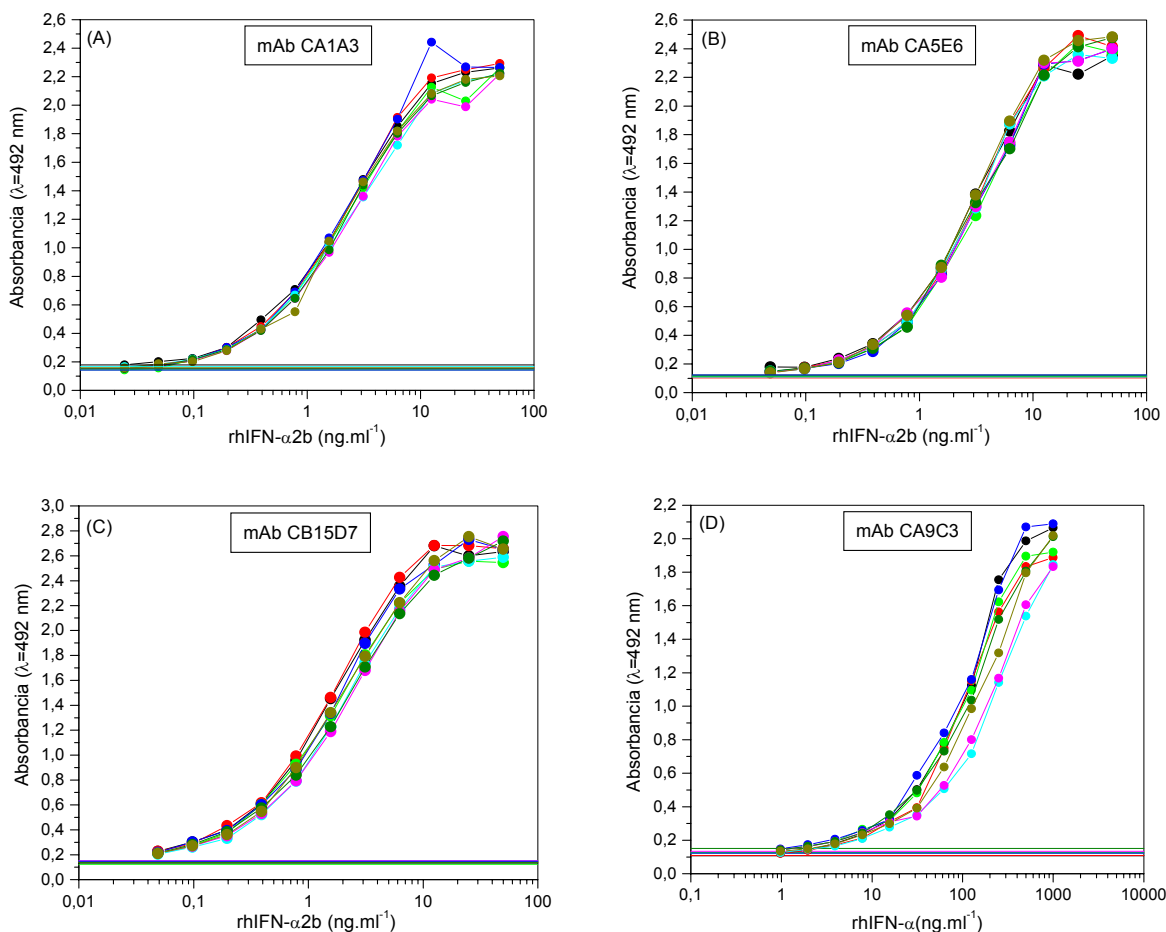 (A)
mAb CA1A3
Absorbancia (λ=492 nm)
2,6
2,4
2,2
2,0
1,8
1,6
1,4
1,2
1,0
0,8
0,6
0,4
0,2
0,0
0,01 0,1 1 10 100
rhIFN-α2b (ng.ml⁻¹)
(B)
mAb CA5E6
Absorbancia (λ=492 nm)
2,6
2,4
2,2
2,0
1,8
1,6
1,4
1,2
1,0
0,8
0,6
0,4
0,2
0,0
0,01 0,1 1 10 100
rhIFN-α2b (ng.ml⁻¹)
(C)
mAb CB15D7
Absorbancia (λ=492 nm)
3,0
2,8
2,6
2,4
2,2
2,0
1,8
1,6
1,4
1,2
1,0
0,8
0,6
0,4
0,2
0,0
0,01 0,1 1 10 100
rhIFN-α2b (ng.ml⁻¹)
(D)
mAb CA9C3
Absorbancia (λ=492 nm)
2,2
2,0
1,8
1,6
1,4
1,2
1,0
0,8
0,6
0,4
0,2
0,0
0,1 1 10 100 1000 10000
rhIFN-α(ng.ml⁻¹)